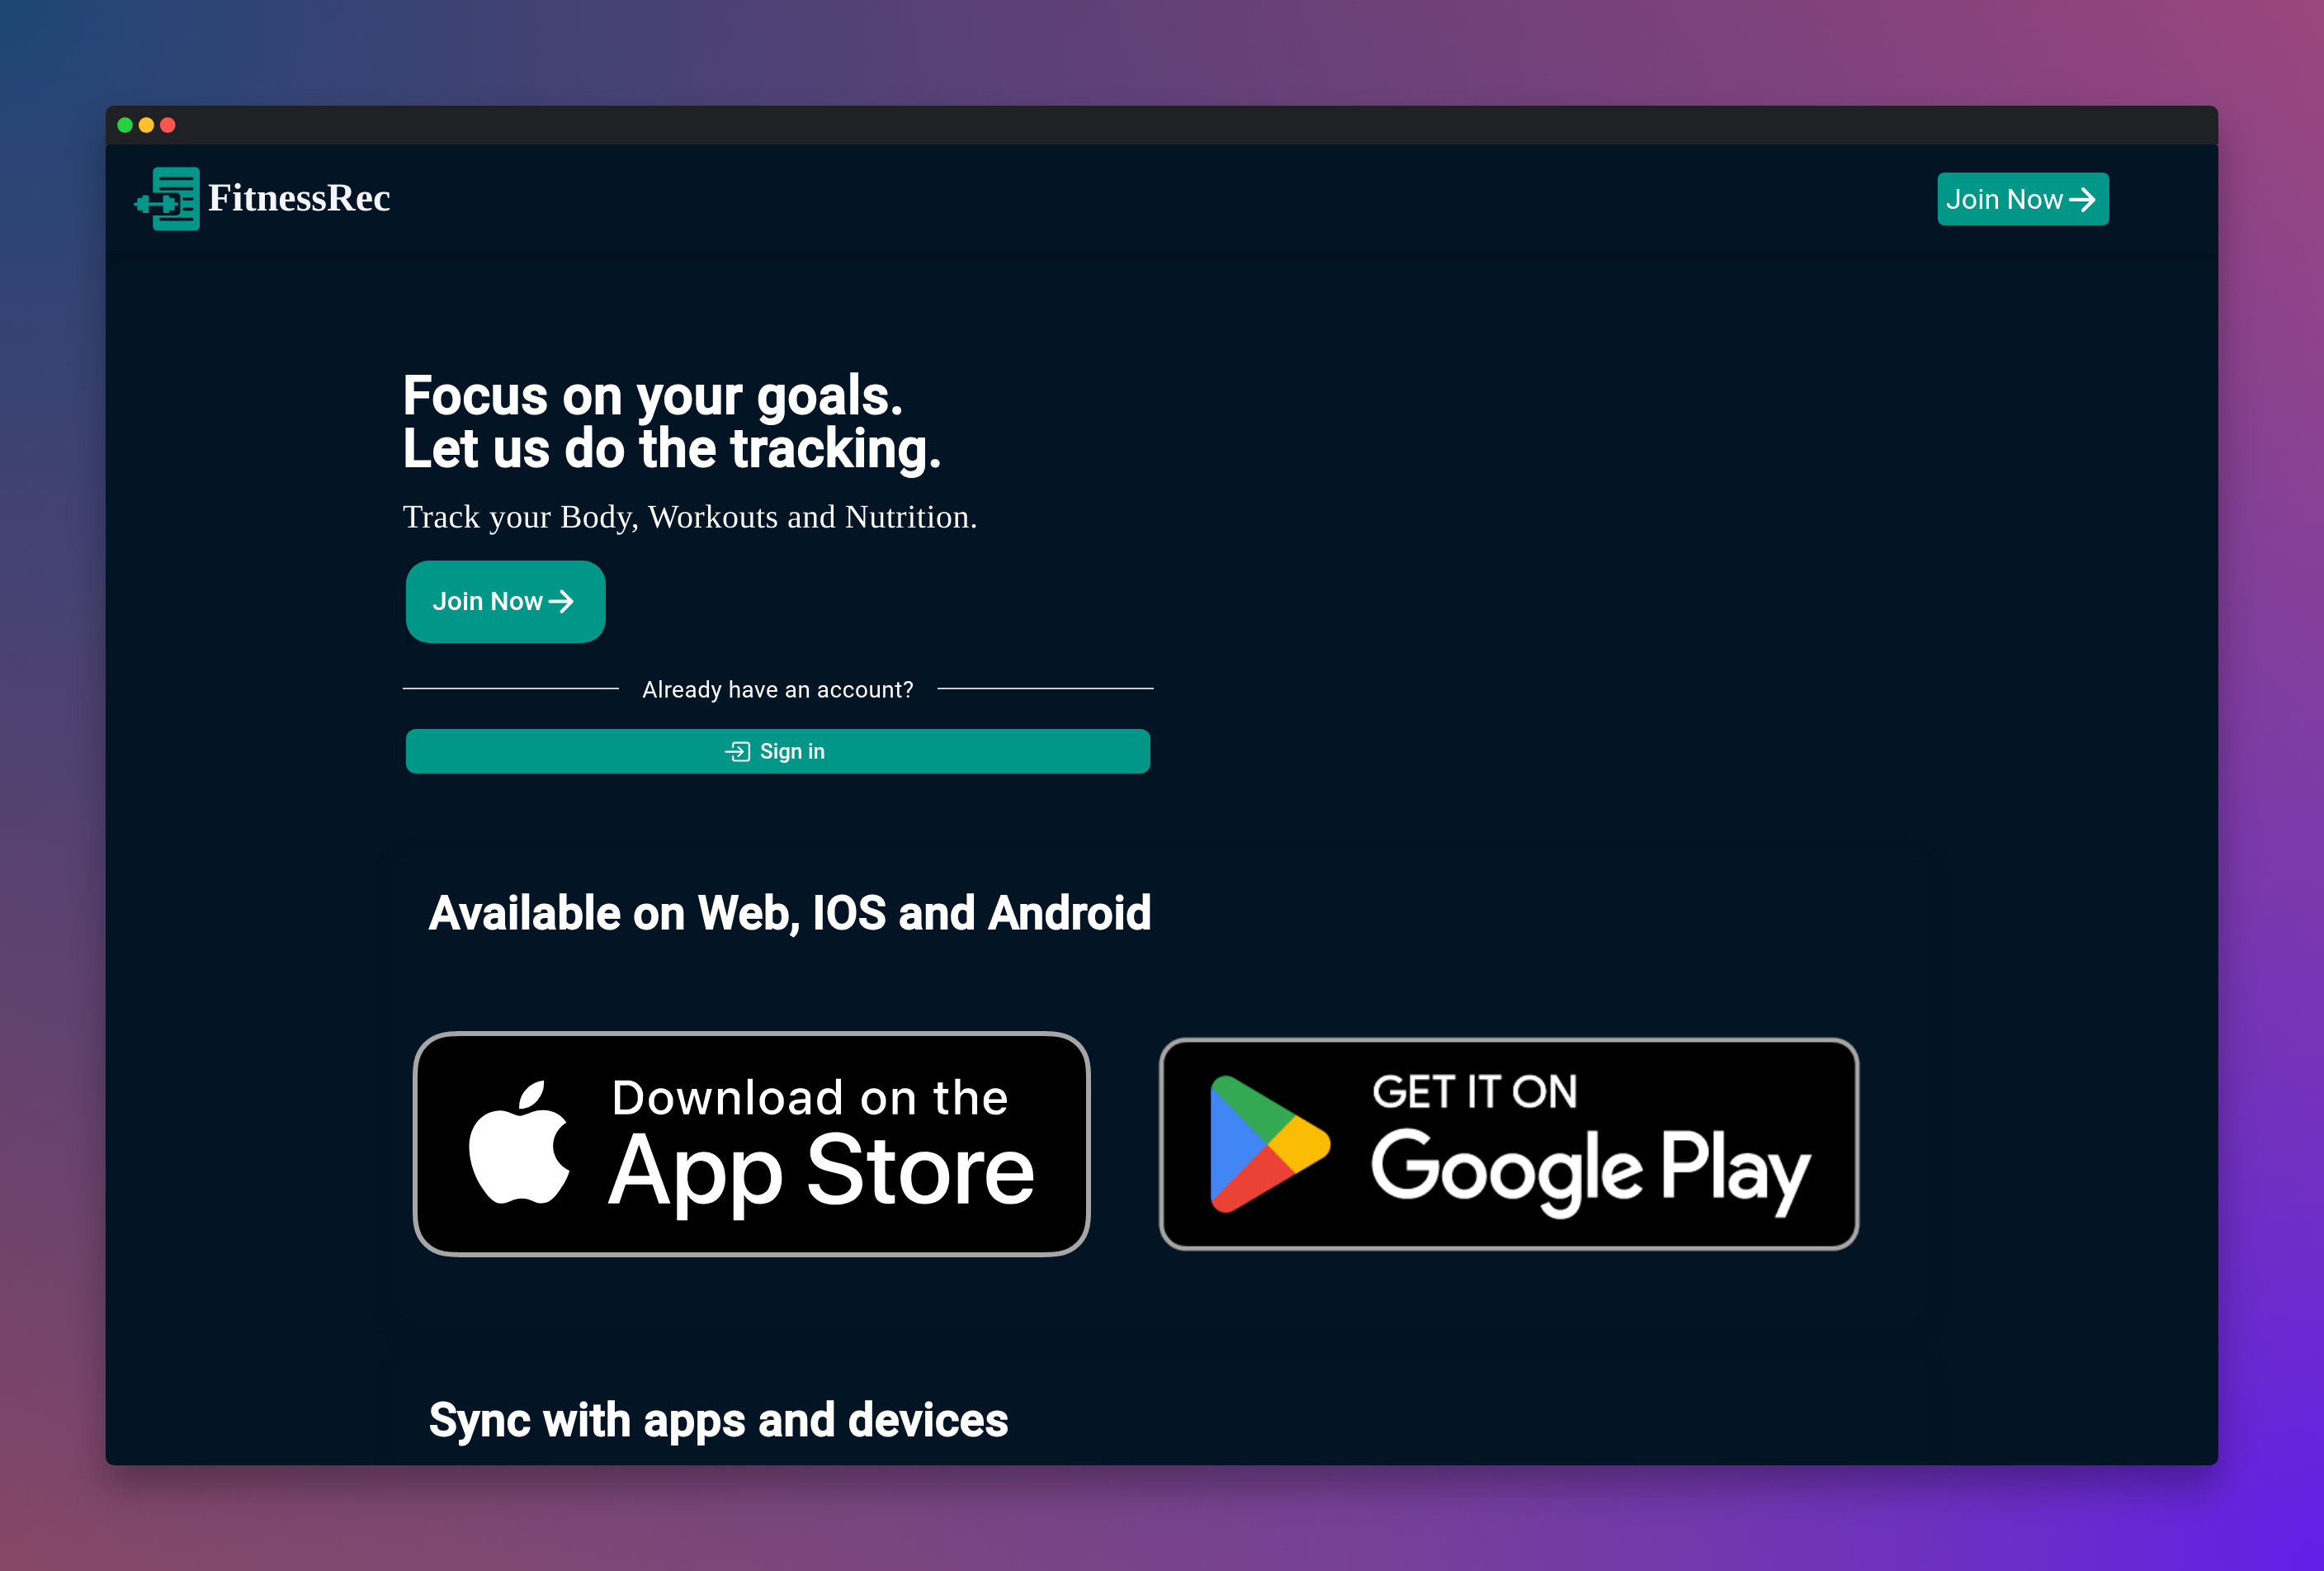 FitnessRec
Join Now
Focus on your goals.
Let us do the tracking.
Track your Body, Workouts and Nutrition.
Join Now
Already have an account?
Sign in
Available on Web, IOS and Android
Download on the
App Store
GET IT ON
Google Play
Sync with apps and devices